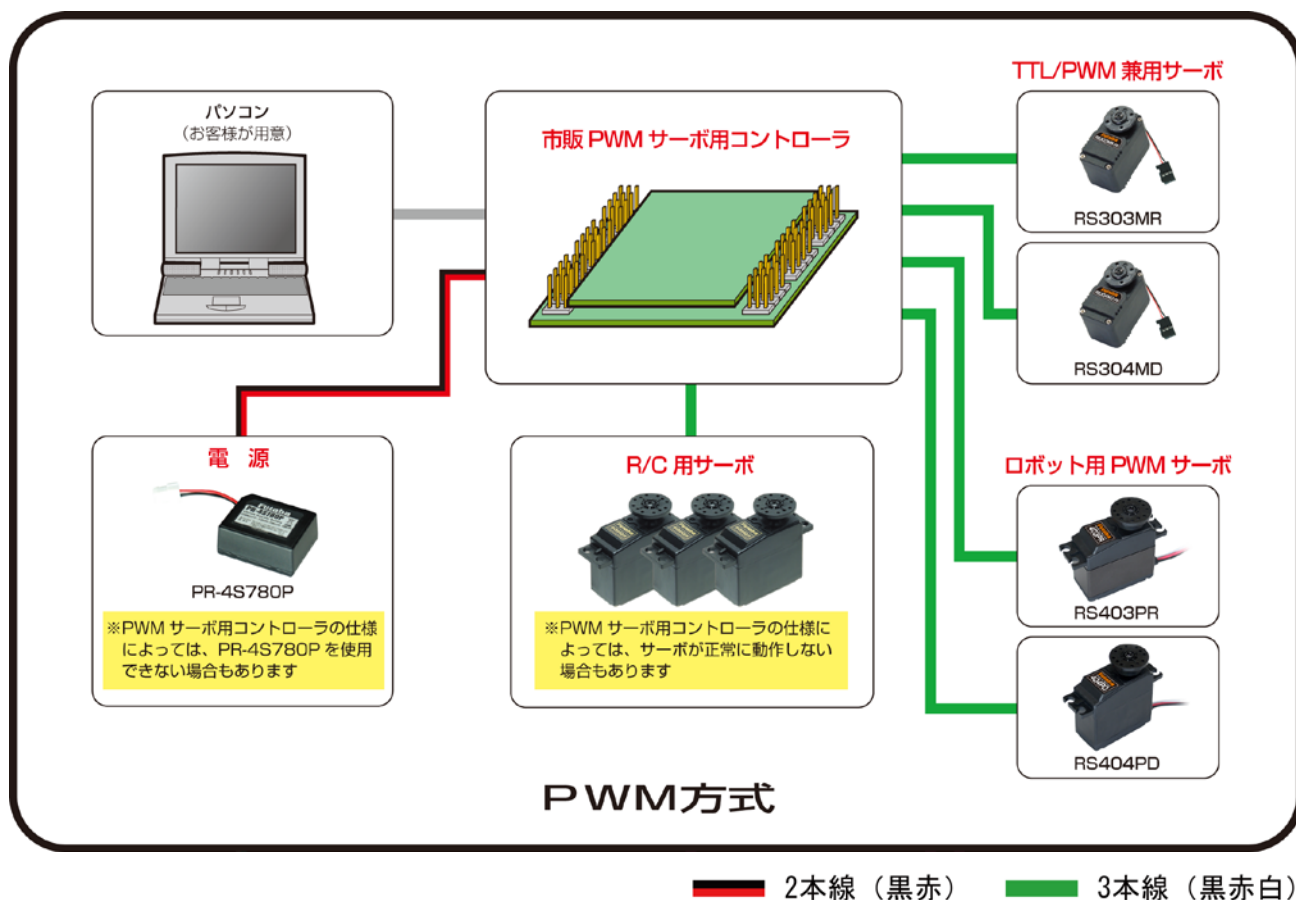 パソコン
(お客様が用意)
市販 PWM サーボ用コントローラ
TTL/PWM 兼用サーボ
RS303MR
RS304MD
電 源
Futaba
PR-4S780P
PR-4S780P
※PWM サーボ用コントローラの仕様
によっては、PR-4S780P を使用
できない場合もあります
R/C 用サーボ
※PWM サーボ用コントローラの仕様に
よっては、サーボが正常に動作しない
場合もあります
ロボット用 PWM サーボ
RS403PR
RS404PD
PWM方式
2本線（黒赤）
3本線（黒赤白）